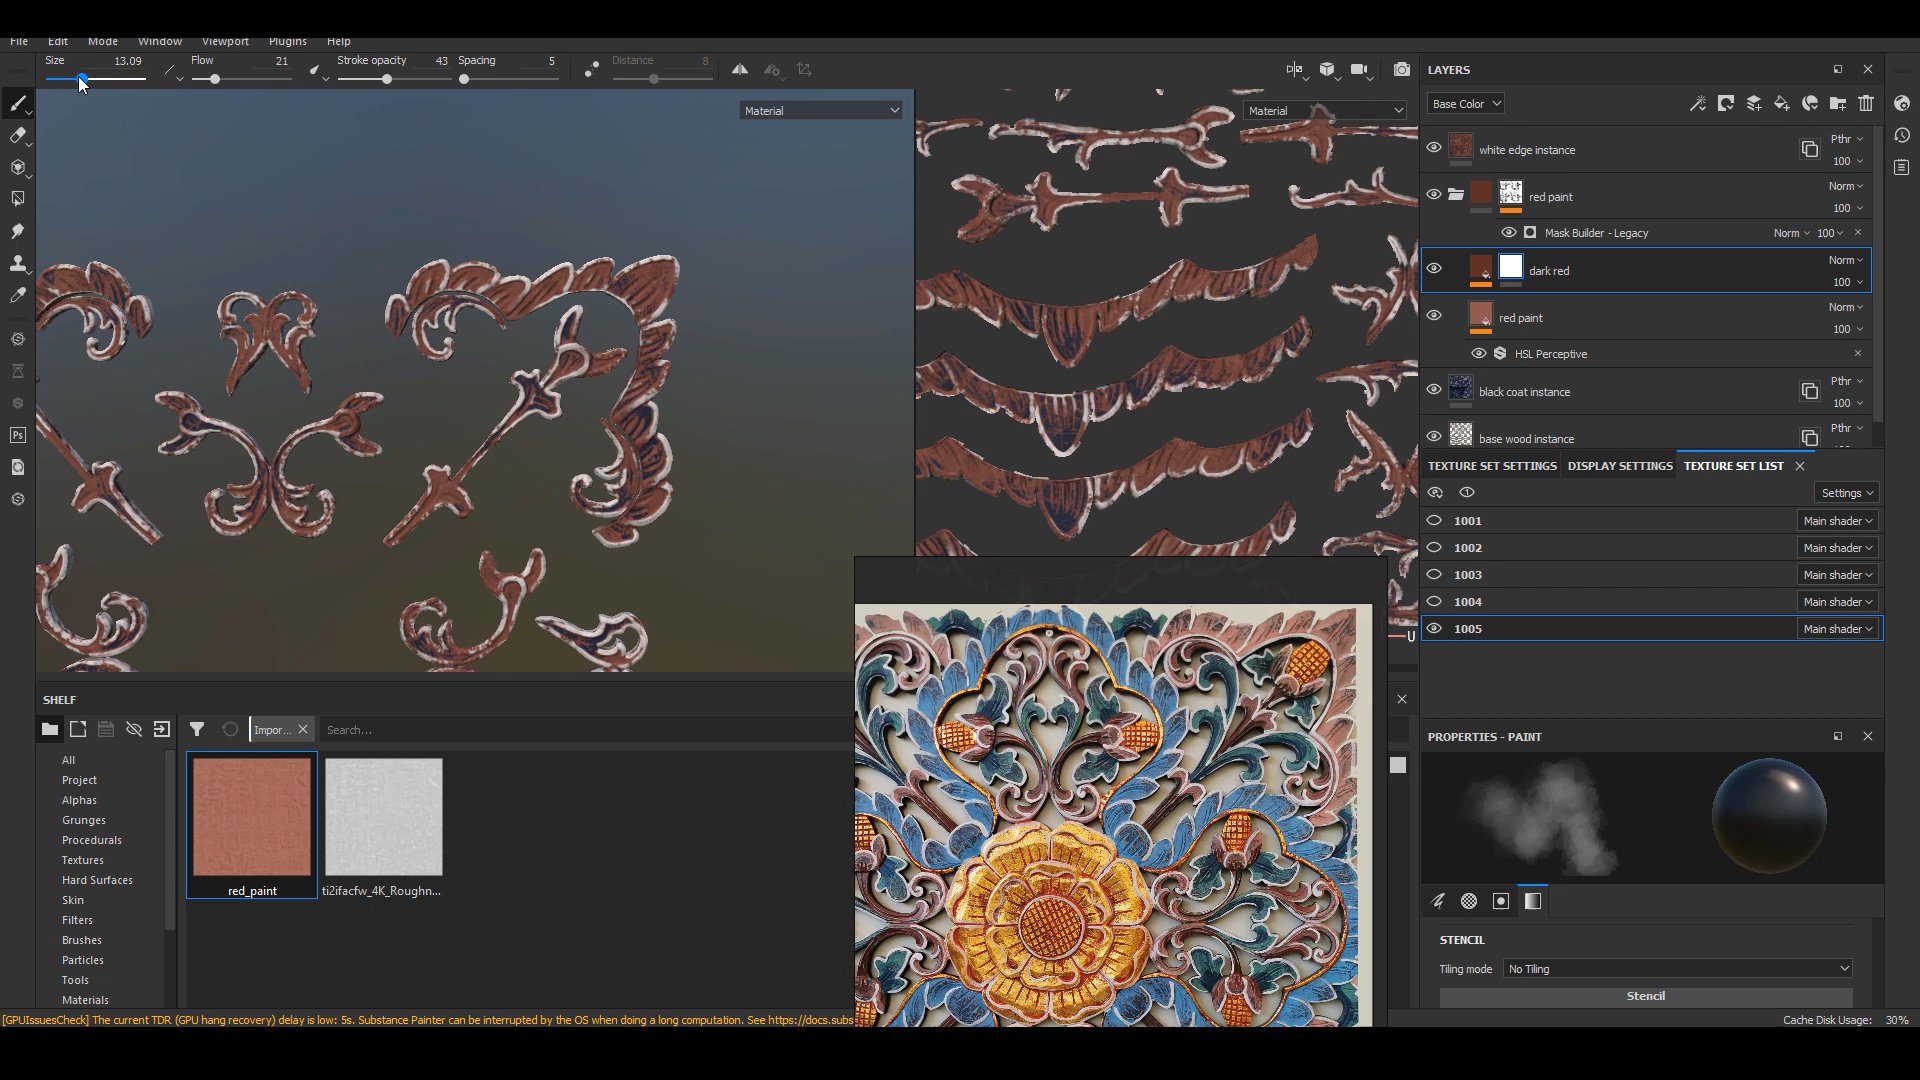 File Edit Mode Window Viewport Plugins Help
Size 13.09 Flow 21 Stroke opacity 43 Spacing 5 Distance 8
Material
Material
LAYERS
Base Color
white edge instance Pthr 100
red paint Norm 100
Mask Builder - Legacy Norm 100
dark red Norm 100
red paint Norm 100
HSL Perceptive
black coat instance Pthr 100
base wood instance Pthr
TEXTURE SET SETTINGS DISPLAY SETTINGS TEXTURE SET LIST
Settings
1001 Main shader
1002 Main shader
1003 Main shader
1004 Main shader
1005 Main shader
U
Ps
SHELF
Impor... Search...
All
Project
Alphas
Grunges
Procedurals
Textures
Hard Surfaces
Skin
Filters
Brushes
Particles
Tools
Materials
red_paint ti2ifacfw_4K_Roughn...
PROPERTIES - PAINT
STENCIL
Tiling mode No Tiling
Stencil
[GPUIssuesCheck] The current TDR (GPU hang recovery) delay is low: 5s. Substance Painter can be interrupted by the OS when doing a long computation. See https://docs.subs
Cache Disk Usage: 30%